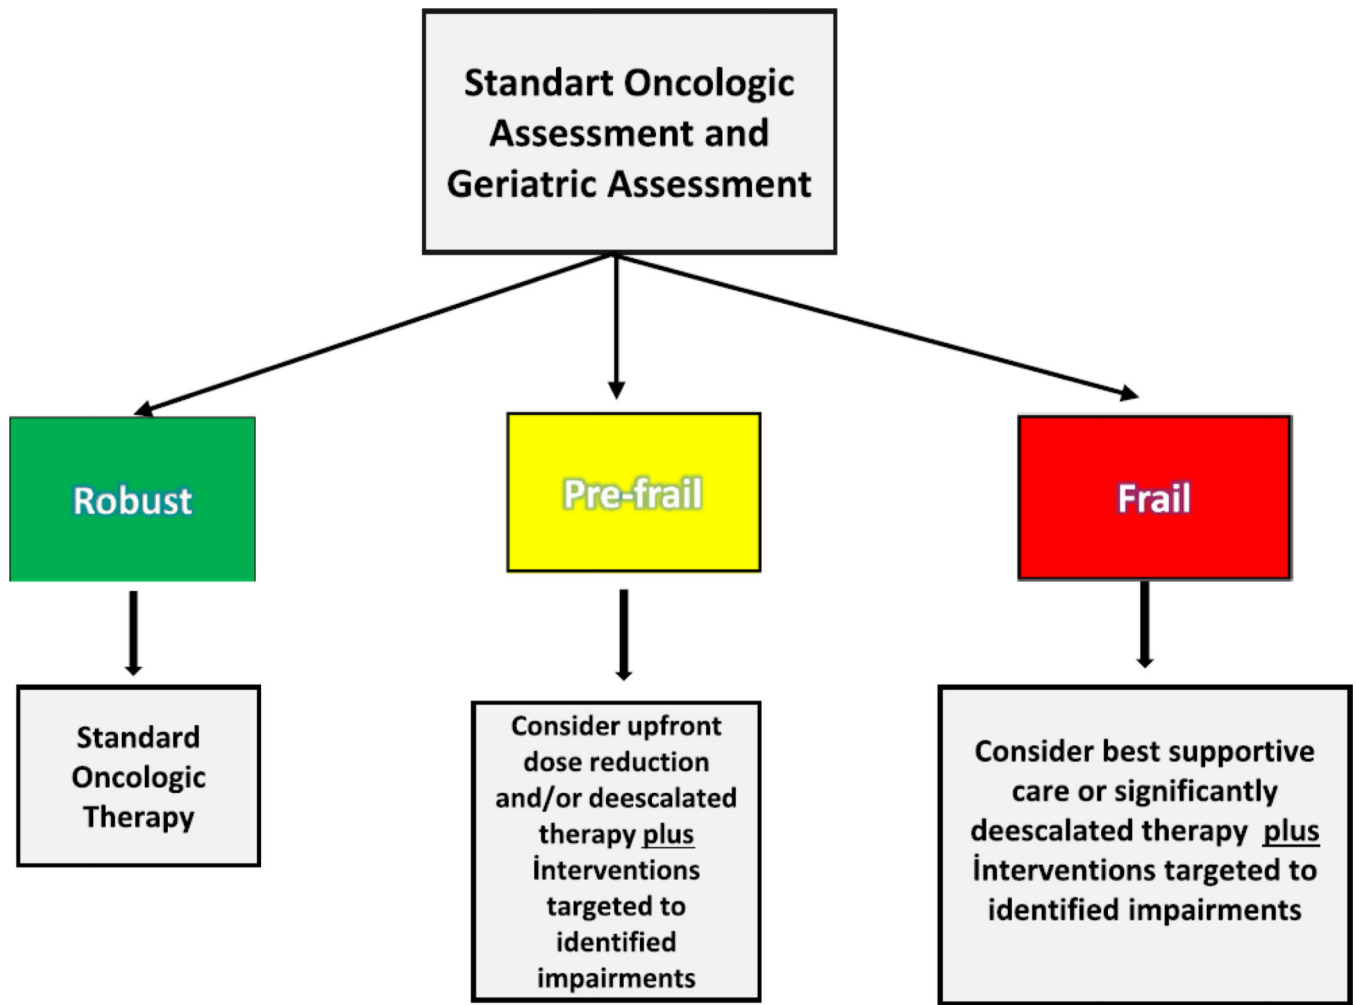 Standart Oncologic
Assessment and
Geriatric Assessment
Robust
Pre-frail
Frail
Standard
Oncologic
Therapy
Consider upfront
dose reduction
and/or deescalated
therapy plus
İnterventions
targeted to
identified
impairments
Consider best supportive
care or significantly
deescalated therapy plus
İnterventions targeted to
identified impairments